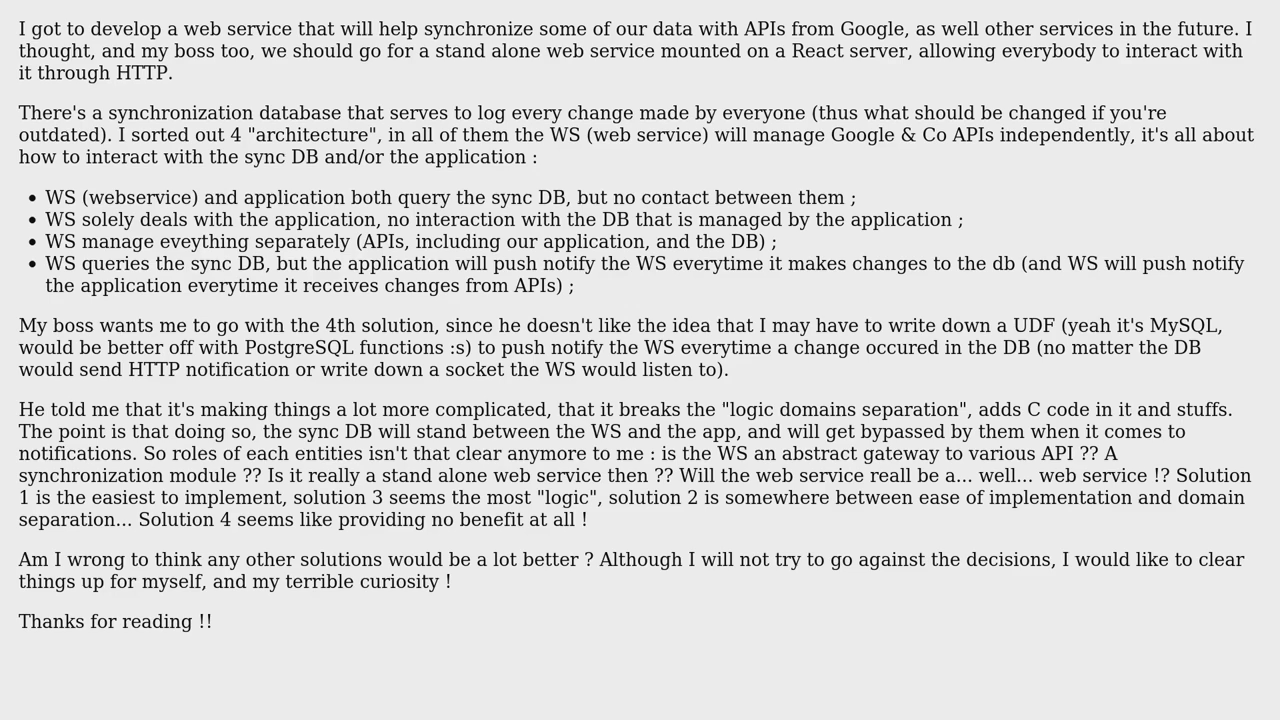 I got to develop a web service that will help synchronize some of our data with APIs from Google, as well other services in the future. I
thought, and my boss too, we should go for a stand alone web service mounted on a React server, allowing everybody to interact with
it through HTTP.
There's a synchronization database that serves to log every change made by everyone (thus what should be changed if you're
outdated). I sorted out 4 "architecture", in all of them the WS (web service) will manage Google & Co APIs independently, it's all about
how to interact with the sync DB and/or the application :
• WS (webservice) and application both query the sync DB, but no contact between them ;
• WS solely deals with the application, no interaction with the DB that is managed by the application ;
• WS manage eveything separately (APIs, including our application, and the DB) ;
• WS queries the sync DB, but the application will push notify the WS everytime it makes changes to the db (and WS will push notify
the application everytime it receives changes from APIs) ;
My boss wants me to go with the 4th solution, since he doesn't like the idea that I may have to write down a UDF (yeah it's MySQL,
would be better off with PostgreSQL functions :s) to push notify the WS everytime a change occured in the DB (no matter the DB
would send HTTP notification or write down a socket the WS would listen to).
He told me that it's making things a lot more complicated, that it breaks the "logic domains separation", adds C code in it and stuffs.
The point is that doing so, the sync DB will stand between the WS and the app, and will get bypassed by them when it comes to
notifications. So roles of each entities isn't that clear anymore to me : is the WS an abstract gateway to various API ?? A
synchronization module ?? Is it really a stand alone web service then ?? Will the web service reall be a... well... web service !? Solution
1 is the easiest to implement, solution 3 seems the most "logic", solution 2 is somewhere between ease of implementation and domain
separation... Solution 4 seems like providing no benefit at all !
Am I wrong to think any other solutions would be a lot better ? Although I will not try to go against the decisions, I would like to clear
things up for myself, and my terrible curiosity !
Thanks for reading !!